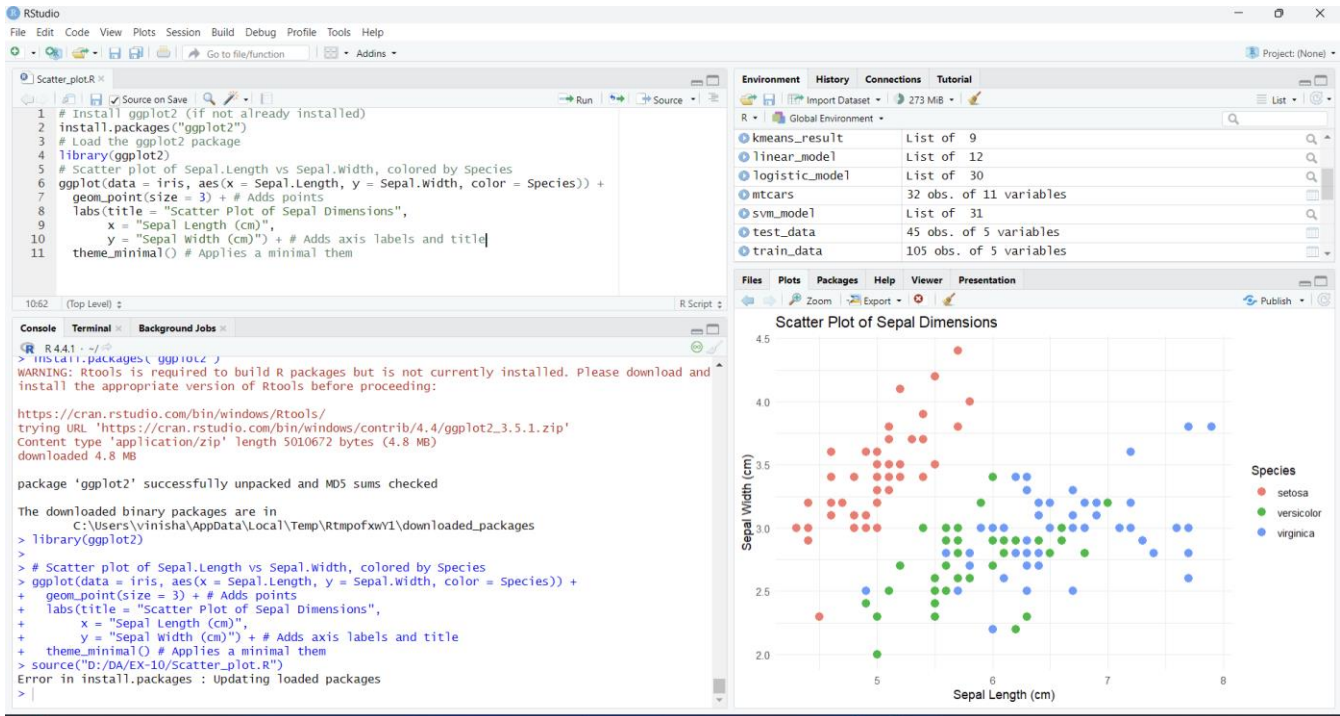 RStudio
File Edit Code View Plots Session Build Debug Profile Tools Help
Go to file/function
Addins
Project: (None)
Scatter_plot.R
Source on Save
Run
Source
1 # Install ggplot2 (if not already installed)
2 install.packages("ggplot2")
3 # Load the ggplot2 package
4 library(ggplot2)
5 # Scatter plot of Sepal.Length vs Sepal.Width, colored by Species
6 ggplot(data = iris, aes(x = Sepal.Length, y = Sepal.Width, color = Species)) +
7 geom_point(size = 3) + # Adds points
8 labs(title = "Scatter Plot of Sepal Dimensions",
9 x = "Sepal Length (cm)",
10 y = "Sepal Width (cm)") + # Adds axis labels and title
11 theme_minimal() # Applies a minimal them
10:62 (Top Level) R Script
Console Terminal Background Jobs
R 4.4.1 · ~/
> install.packages("ggplot2")
WARNING: Rtools is required to build R packages but is not currently installed. Please download and
install the appropriate version of Rtools before proceeding:
https://cran.rstudio.com/bin/windows/Rtools/
trying URL 'https://cran.rstudio.com/bin/windows/contrib/4.4/ggplot2_3.5.1.zip'
Content type 'application/zip' length 5010672 bytes (4.8 MB)
downloaded 4.8 MB
package ‘ggplot2’ successfully unpacked and MD5 sums checked
The downloaded binary packages are in
C:\Users\vinisha\AppData\Local\Temp\RtmpofxwY1\downloaded_packages
> library(ggplot2)
>
> # Scatter plot of Sepal.Length vs Sepal.Width, colored by Species
> ggplot(data = iris, aes(x = Sepal.Length, y = Sepal.Width, color = Species)) +
+ geom_point(size = 3) + # Adds points
+ labs(title = "Scatter Plot of Sepal Dimensions",
+ x = "Sepal Length (cm)",
+ y = "Sepal Width (cm)") + # Adds axis labels and title
+ theme_minimal() # Applies a minimal them
> source("D:/DA/EX-10/Scatter_plot.R")
Error in install.packages : Updating loaded packages
>
Environment History Connections Tutorial
Import Dataset 273 MiB List
R Global Environment
kmeans_result List of 9
linear_model List of 12
logistic_model List of 30
mtcars 32 obs. of 11 variables
svm_model List of 31
test_data 45 obs. of 5 variables
train_data 105 obs. of 5 variables
Files Plots Packages Help Viewer Presentation
Zoom Export Publish
Scatter Plot of Sepal Dimensions
4.5
4.0
3.5
3.0
2.5
2.0
Sepal Width (cm)
5 6 7 8
Sepal Length (cm)
Species
setosa
versicolor
virginica